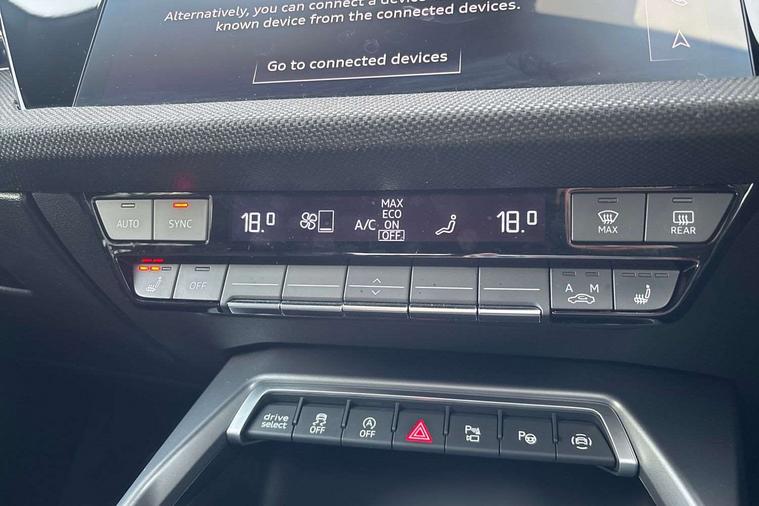 Alternatively, you can connect a device
known device from the connected devices.
Go to connected devices
AUTO
SYNC
18.0
A/C
MAX
ECO
ON
OFF
18.0
MAX
REAR
OFF
A M
drive
select
OFF
A
OFF
P
P